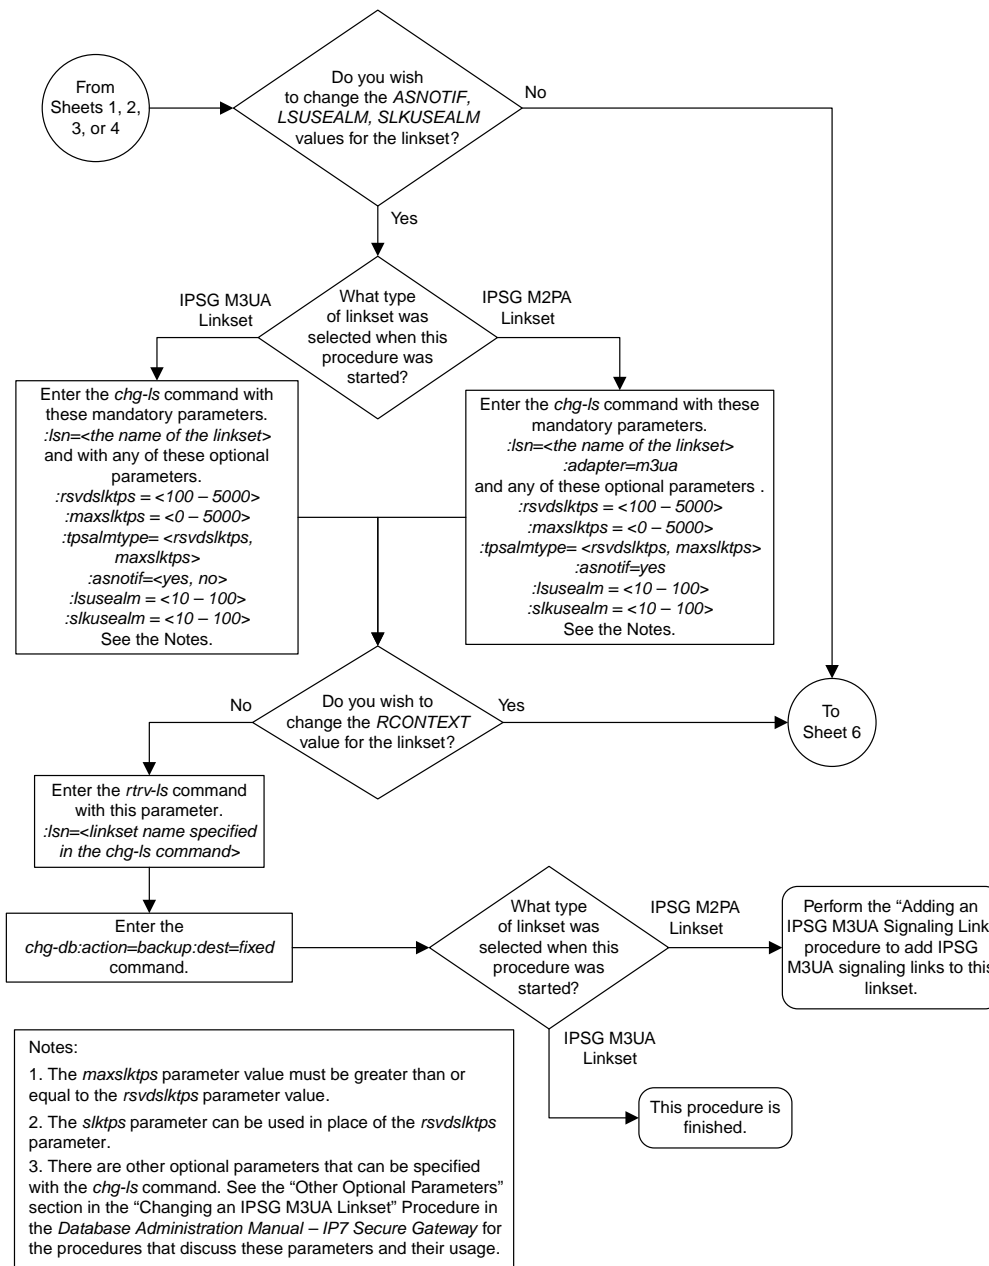 From
Sheets 1, 2,
3, or 4
Do you wish
to change the ASNOTIF,
LSUSEALM, SLKUSEALM
values for the linkset?
No
Yes
What type
of linkset was
selected when this
procedure was
started?
IPSG M3UA
Linkset
IPSG M2PA
Linkset
Enter the chg-ls command with
these mandatory parameters.
:lsn=<the name of the linkset>
and with any of these optional
parameters.
:rsvdslktps = <100 – 5000>
:maxslktps = <0 – 5000>
:tpsalmtype= <rsvdslktps,
maxslktps>
:asnotif=<yes, no>
:lsusealm = <10 – 100>
:slkusealm = <10 – 100>
See the Notes.
Enter the chg-ls command with these
mandatory parameters.
:lsn=<the name of the linkset>
:adapter=m3ua
and any of these optional parameters .
:rsvdslktps = <100 – 5000>
:maxslktps = <0 – 5000>
:tpsalmtype= <rsvdslktps, maxslktps>
:asnotif=yes
:lsusealm = <10 – 100>
:slkusealm = <10 – 100>
See the Notes.
Do you wish to
change the RCONTEXT
value for the linkset?
No
Yes
To
Sheet 6
Enter the rtrv-ls command
with this parameter.
:lsn=<linkset name specified
in the chg-ls command>
Enter the
chg-db:action=backup:dest=fixed
command.
What type
of linkset was
selected when this
procedure was
started?
IPSG M2PA
Linkset
Perform the “Adding an
IPSG M3UA Signaling Link
procedure to add IPSG
M3UA signaling links to this
linkset.
IPSG M3UA
Linkset
This procedure is
finished.
Notes:
1. The maxslktps parameter value must be greater than or
equal to the rsvdslktps parameter value.
2. The slktps parameter can be used in place of the rsvdslktps
parameter.
3. There are other optional parameters that can be specified
with the chg-ls command. See the “Other Optional Parameters”
section in the “Changing an IPSG M3UA Linkset” Procedure in
the Database Administration Manual – IP7 Secure Gateway for
the procedures that discuss these parameters and their usage.